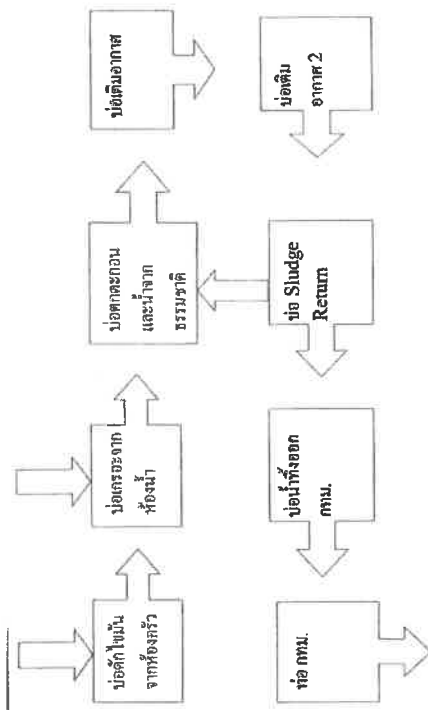 บ่อดักไขมัน
จากห้องครัว
บ่อเกรอะจาก
ห้องน้ำ
บ่อตกตะกอน
และน้ำจาก
ธรรมชาติ
บ่อเติมอากาศ
บ่อเติม
อากาศ 2
บ่อ Sludge
Return
บ่อน้ำทิ้งออก
กทม.
ท่อ กทม.